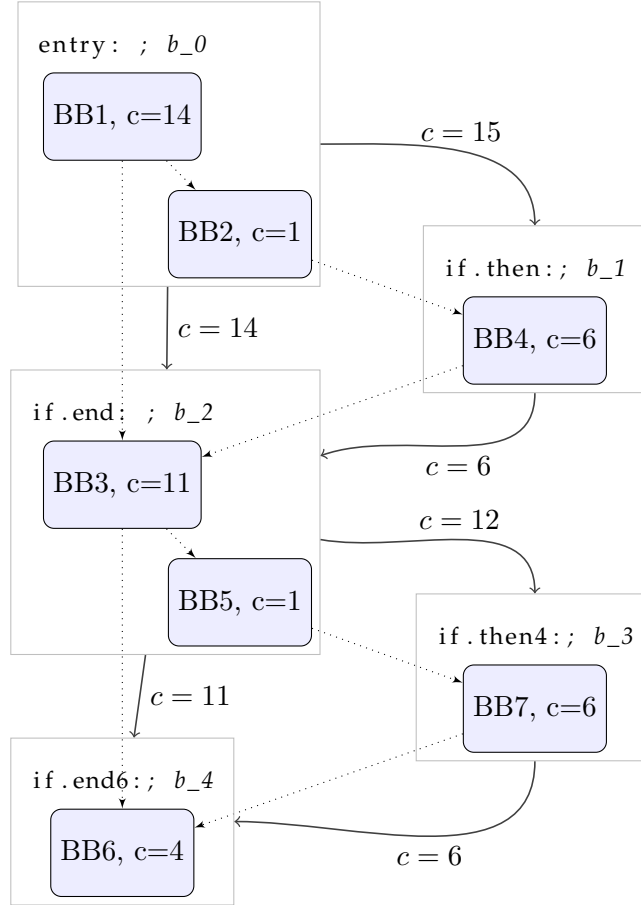 entry: ; b_0
BB1, c=14
c = 15
BB2, c=1
if.then:; b_1
c = 14
BB4, c=6
if.end: ; b_2
BB3, c=11
c = 6
c = 12
BB5, c=1
if.then4:; b_3
c = 11
BB7, c=6
if.end6:; b_4
BB6, c=4
c = 6